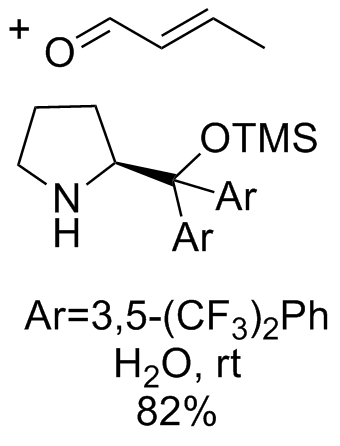 +
O
OTMS
N
H
Ar
Ar
Ar=3,5-(CF₃)₂Ph
H₂O, rt
82%